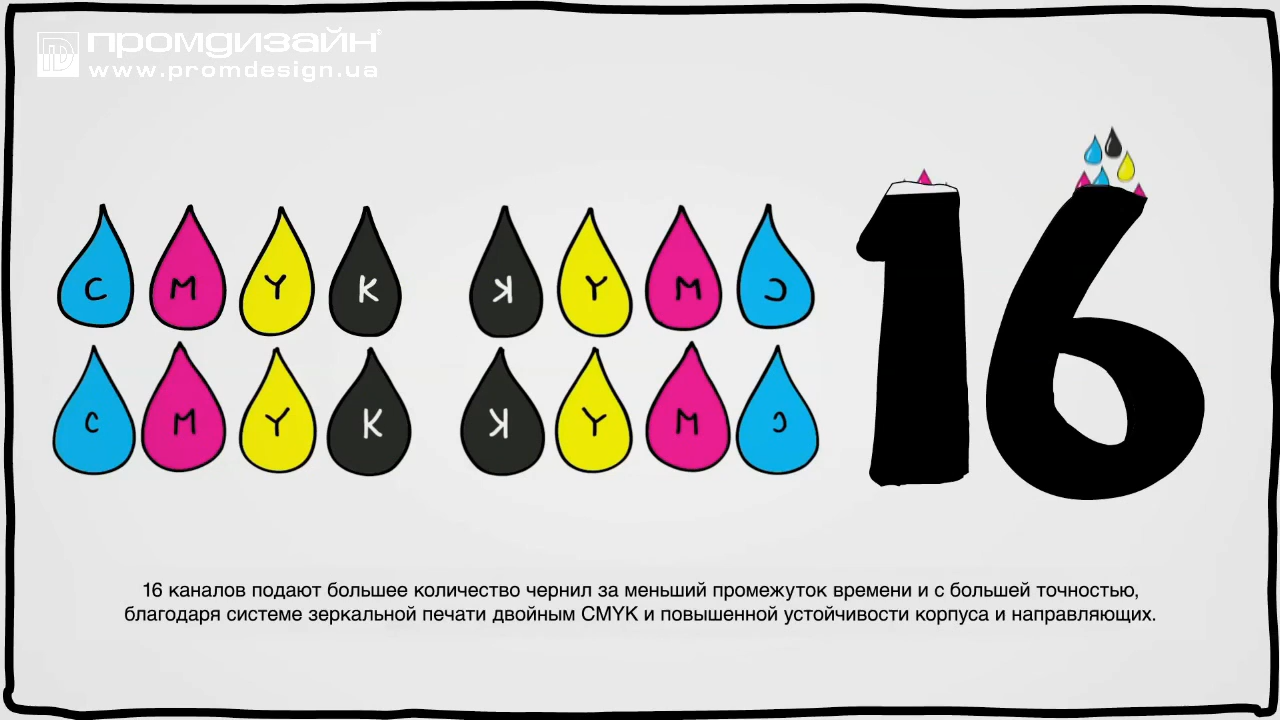 промдизайн
www.promdesign.ua
C M Y K K Y M C
C M Y K K Y M C
16
16 каналов подают большее количество чернил за меньший промежуток времени и с большей точностью,
благодаря системе зеркальной печати двойным CMYK и повышенной устойчивости корпуса и направляющих.